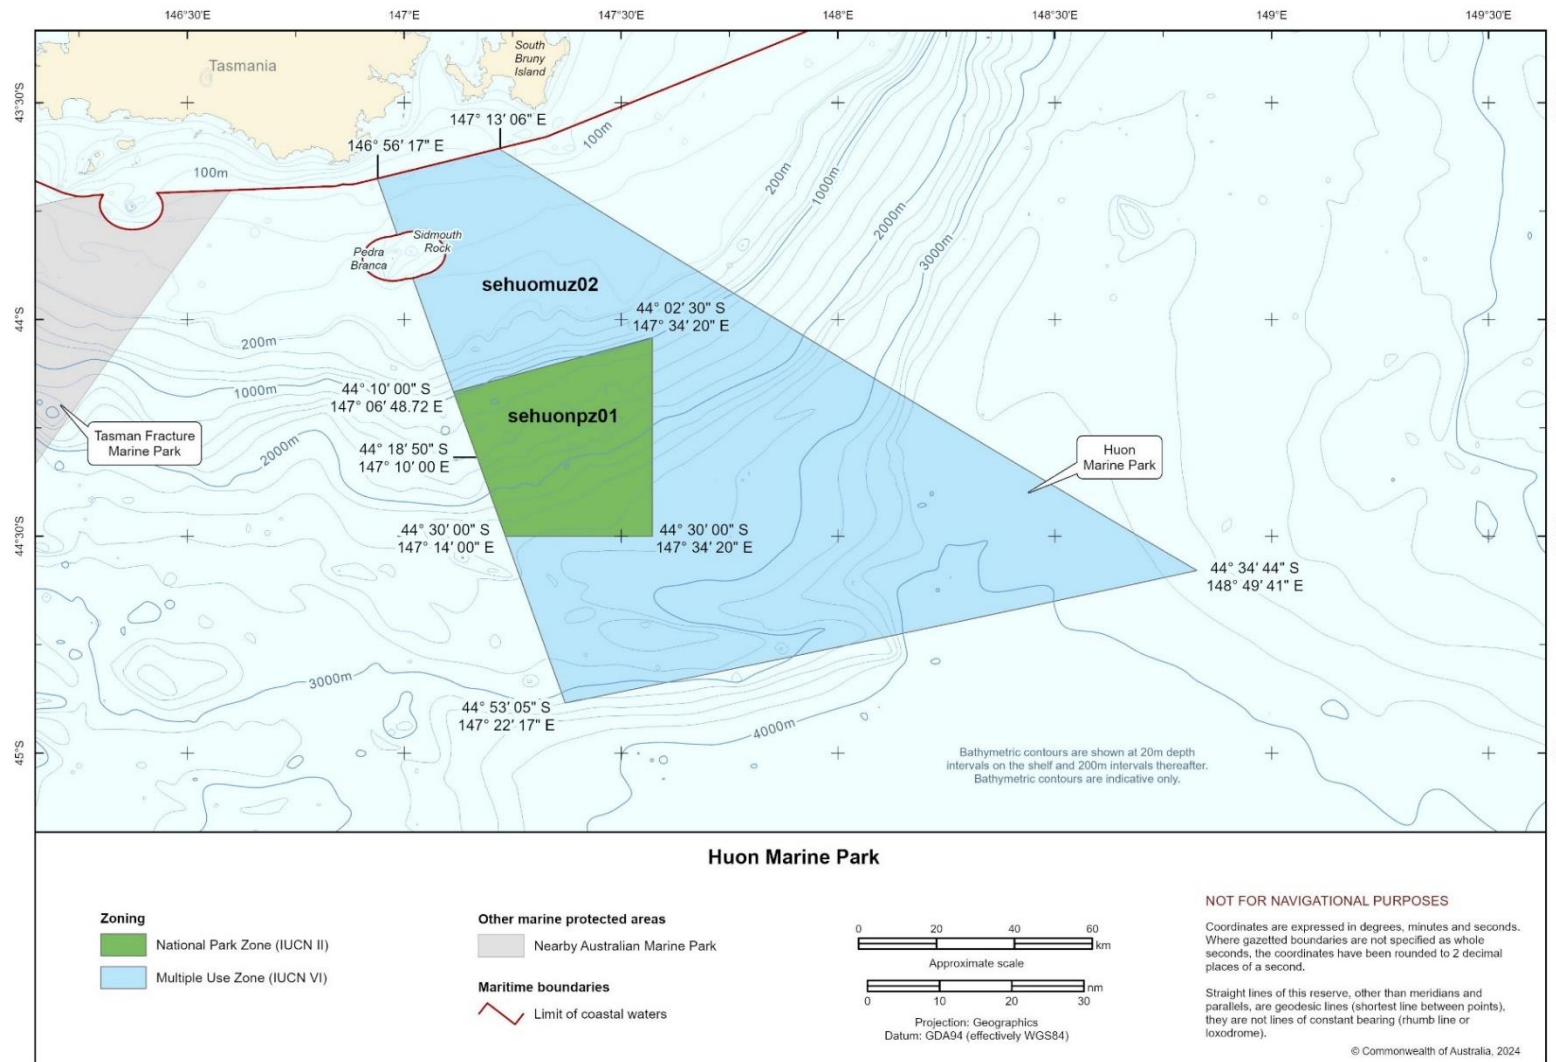 146°30'E
147°E
147°30'E
148°E
148°30'E
149°E
149°30'E
43°30'S
44°S
44°30'S
45°S
Tasmania
South
Bruny
Island
147° 13' 06" E
146° 56' 17" E
100m
100m
200m
1000m
2000m
3000m
Sidmouth
Rock
Pedra
Branca
sehuomuz02
44° 02' 30" S
147° 34' 20" E
200m
1000m
44° 10' 00" S
147° 06' 48.72 E
sehuonpz01
Tasman Fracture
Marine Park
2000m
44° 18' 50" S
147° 10' 00 E
Huon
Marine Park
44° 30' 00" S
147° 14' 00" E
44° 30' 00" S
147° 34' 20" E
44° 34' 44" S
148° 49' 41" E
3000m
44° 53' 05" S
147° 22' 17" E
4000m
Bathymetric contours are shown at 20m depth
intervals on the shelf and 200m intervals thereafter.
Bathymetric contours are indicative only.
Huon Marine Park
Zoning
National Park Zone (IUCN II)
Multiple Use Zone (IUCN VI)
Other marine protected areas
Nearby Australian Marine Park
Maritime boundaries
Limit of coastal waters
0 20 40 60
km
Approximate scale
nm
0 10 20 30
Projection: Geographics
Datum: GDA94 (effectively WGS84)
NOT FOR NAVIGATIONAL PURPOSES
Coordinates are expressed in degrees, minutes and seconds.
Where gazetted boundaries are not specified as whole
seconds, the coordinates have been rounded to 2 decimal
places of a second.
Straight lines of this reserve, other than meridians and
parallels, are geodesic lines (shortest line between points),
they are not lines of constant bearing (rhumb line or
loxodrome).
© Commonwealth of Australia, 2024